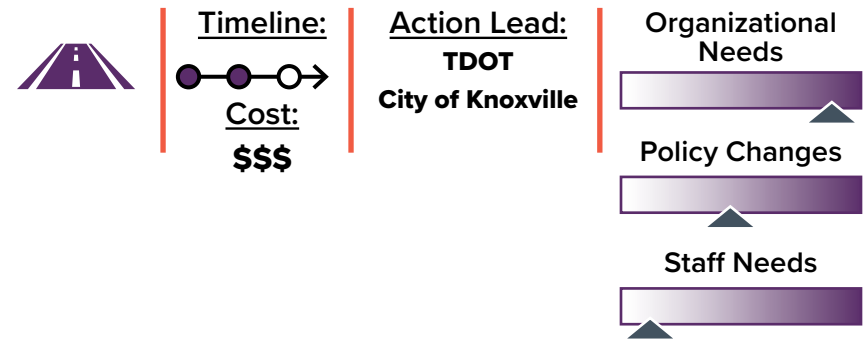 Timeline:
Cost:
$$$
Action Lead:
TDOT
City of Knoxville
Organizational
Needs
Policy Changes
Staff Needs